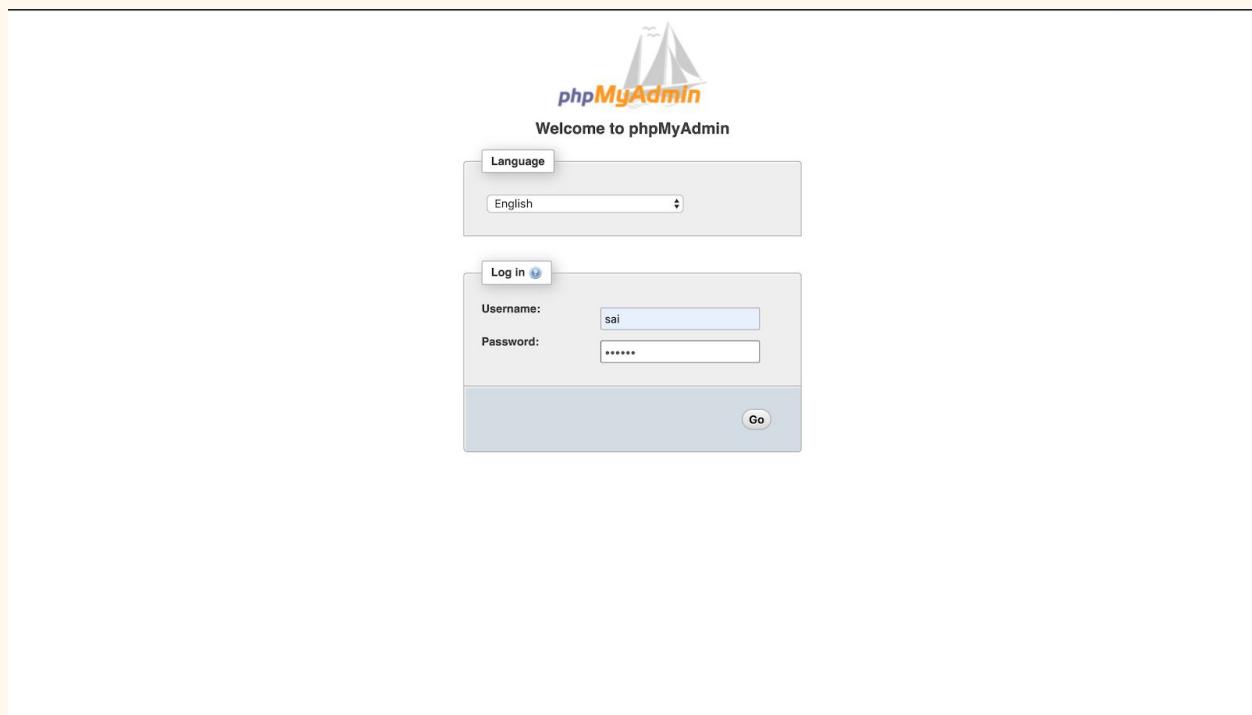 phpMyAdmin
Welcome to phpMyAdmin
Language
English
Log in
Username:
sai
Password:
••••••
Go